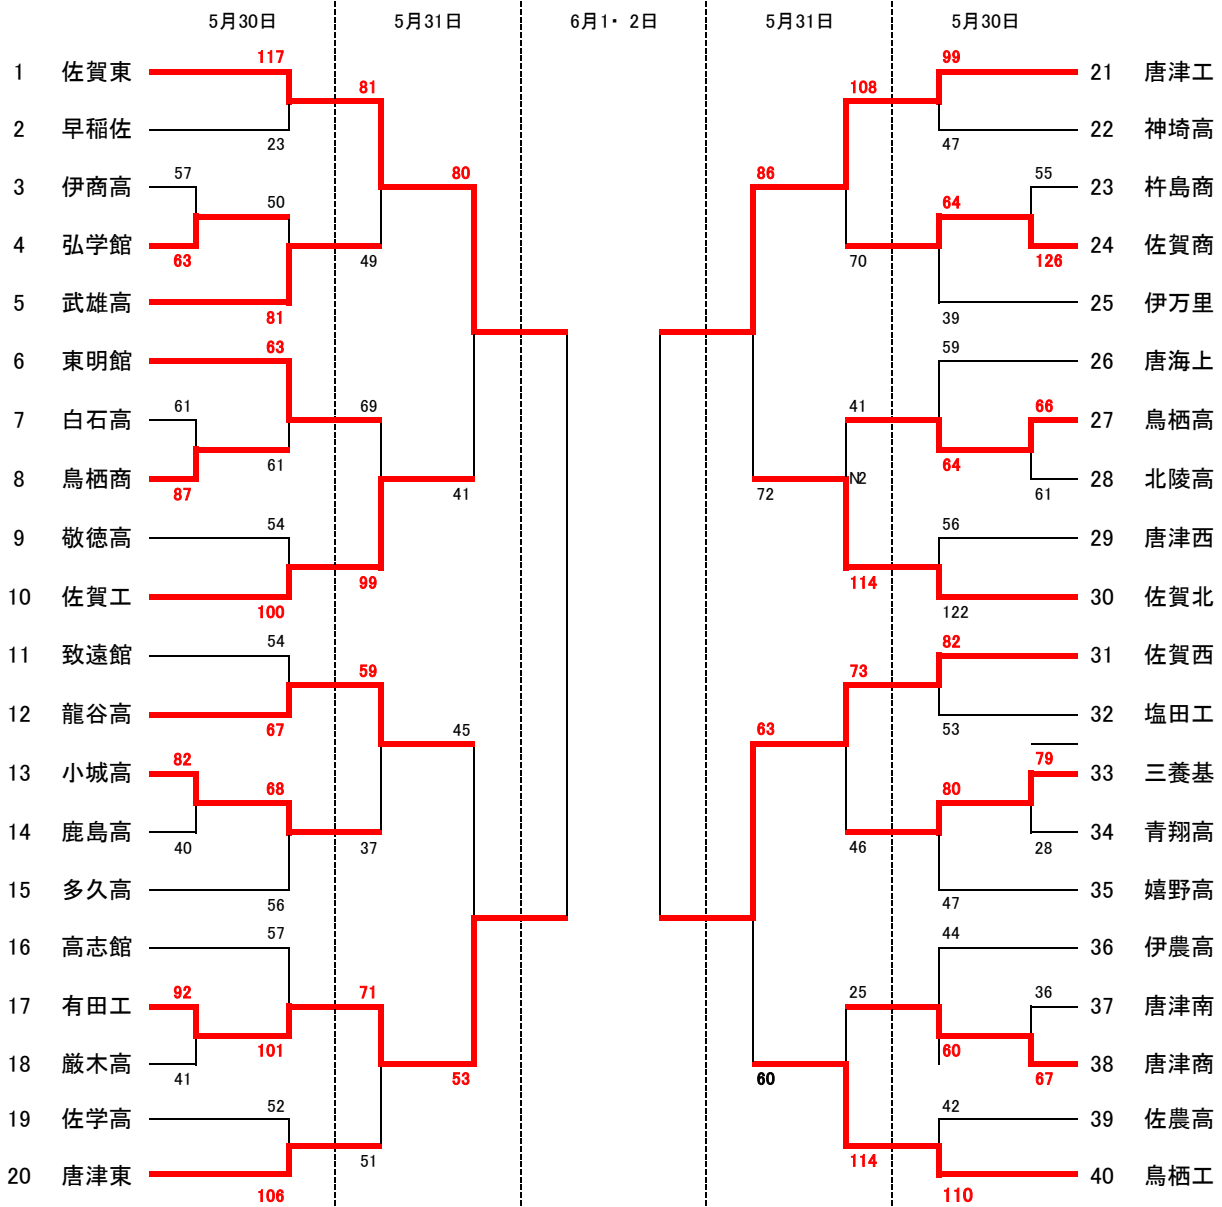 5月30日 5月31日 6月1・ 2日 5月31日 5月30日
117 99
1 佐賀東 81 108 21 唐津工
2 早稲佐 23 47 22 神埼高
57 80 86 55
3 伊商高 50 64 23 杵島商
4 弘学館 63 49 70 126 24 佐賀商
5 武雄高 81 39 25 伊万里
63 59
6 東明館 26 唐海上
61 69 41 66
7 白石高 61 64 27 鳥栖高
8 鳥栖商 87 41 72 N2 61 28 北陵高
54 56
9 敬徳高 99 114 29 唐津西
10 佐賀工 100 122 30 佐賀北
54 82
11 致遠館 59 73 31 佐賀西
12 龍谷高 67 45 63 53 32 塩田工
82 79
13 小城高 68 80 33 三養基
14 鹿島高 40 37 46 28 34 青翔高
15 多久高 56 47 35 嬉野高
57 44
16 高志館 36 伊農高
92 71 25 36
17 有田工 101 60 37 唐津南
18 厳木高 41 53 60 67 38 唐津商
52 42
19 佐学高 51 114 39 佐農高
20 唐津東 106 110 40 鳥栖工